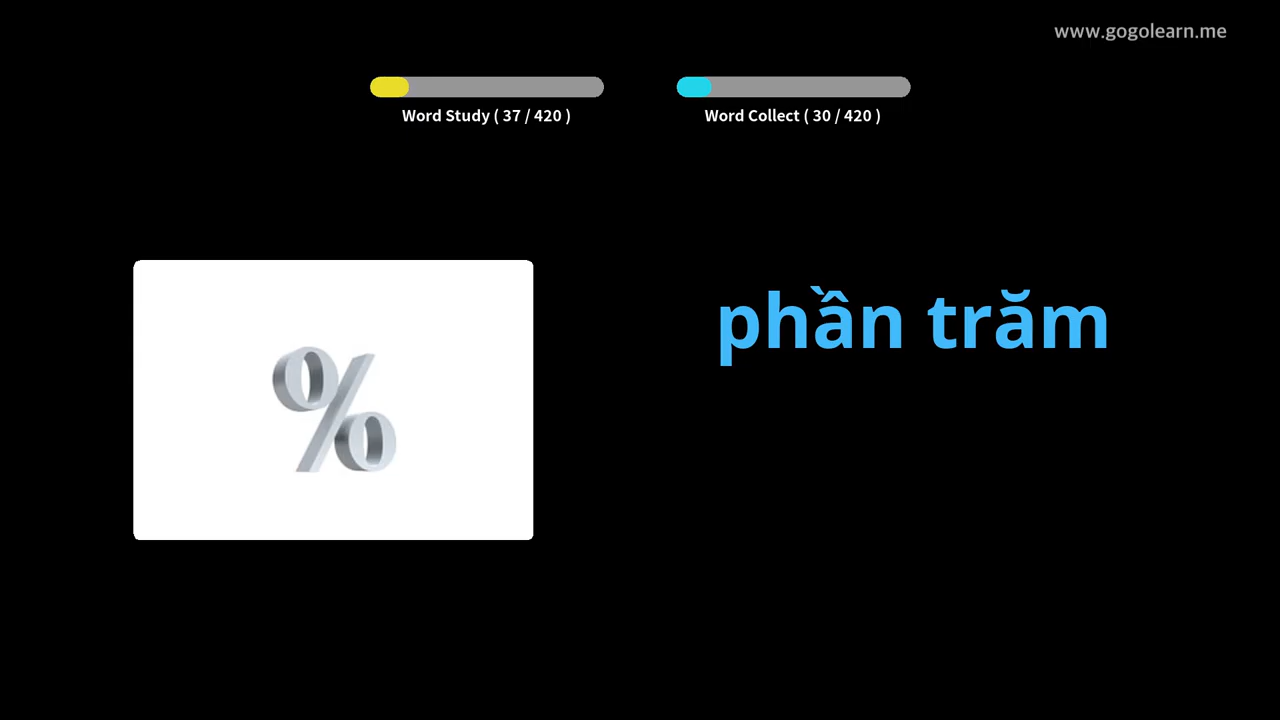 www.gogolearn.me
Word Study ( 37 / 420 )
Word Collect ( 30 / 420 )
phần trăm
%